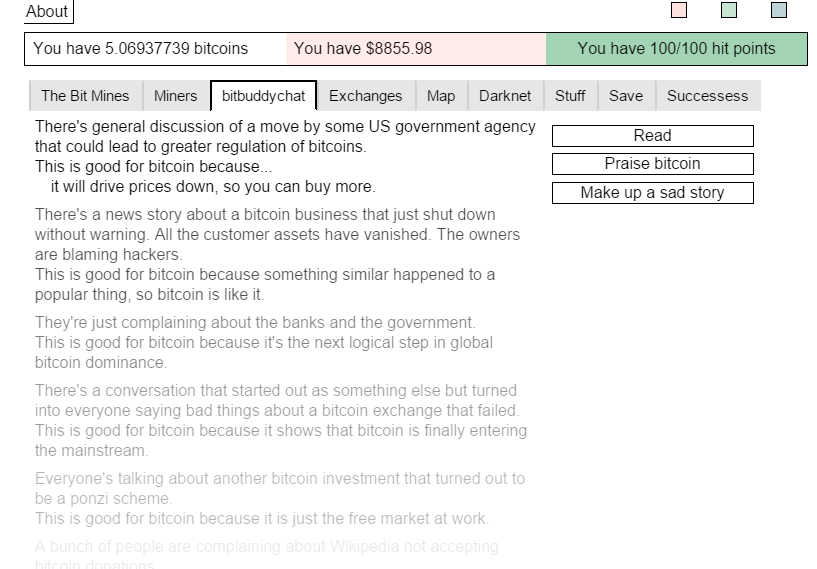 About
You have 5.06937739 bitcoins
You have $8855.98
You have 100/100 hit points
The Bit Mines
Miners
bitbuddychat
Exchanges
Map
Darknet
Stuff
Save
Successess
There's general discussion of a move by some US government agency
that could lead to greater regulation of bitcoins.
This is good for bitcoin because...
it will drive prices down, so you can buy more.
There's a news story about a bitcoin business that just shut down
without warning. All the customer assets have vanished. The owners
are blaming hackers.
This is good for bitcoin because something similar happened to a
popular thing, so bitcoin is like it.
They're just complaining about the banks and the government.
This is good for bitcoin because it's the next logical step in global
bitcoin dominance.
There's a conversation that started out as something else but turned
into everyone saying bad things about a bitcoin exchange that failed.
This is good for bitcoin because it shows that bitcoin is finally entering
the mainstream.
Everyone's talking about another bitcoin investment that turned out to
be a ponzi scheme.
This is good for bitcoin because it is just the free market at work.
A bunch of people are complaining about Wikipedia not accepting
bitcoin donations.
Read
Praise bitcoin
Make up a sad story